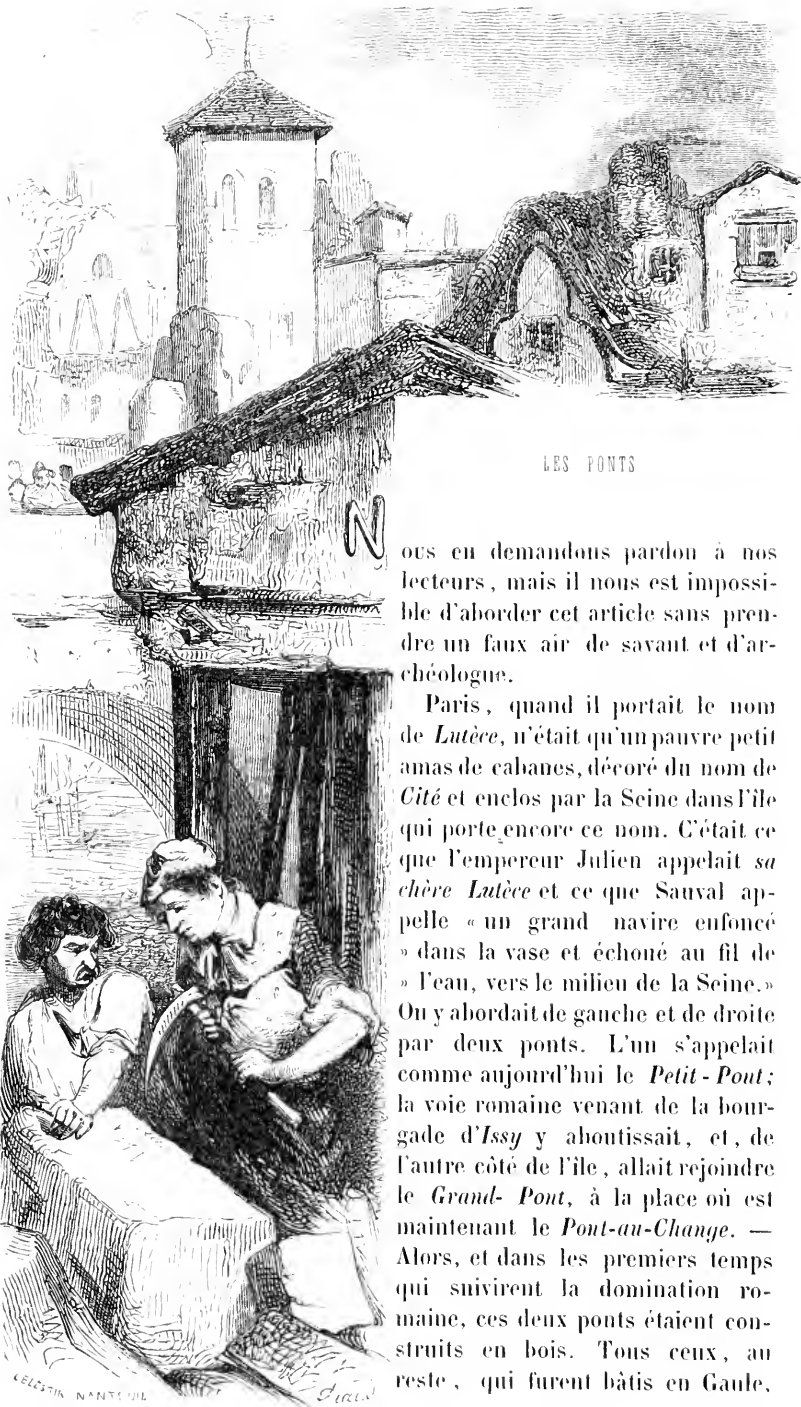 LES PONTS
Nous en demandons pardon à nos
lecteurs, mais il nous est impossi-
ble d'aborder cet article sans pren-
dre un faux air de savant et d'ar-
chéologue.
Paris, quand il portait le nom
de Lutèce, n'était qu'un pauvre petit
amas de cabanes, décoré du nom de
Cité et enclos par la Seine dans l'île
qui porte encore ce nom. C'était ce
que l'empereur Julien appelait sa
chère Lutèce et ce que Sauval ap-
pelle « un grand navire enfoncé
» dans la vase et échoué au fil de
» l'eau, vers le milieu de la Seine.»
On y abordait de gauche et de droite
par deux ponts. L'un s'appelait
comme aujourd'hui le Petit-Pont;
la voie romaine venant de la bour-
gade d'Issy y aboutissait, et, de
l'autre côté de l'île, allait rejoindre
le Grand-Pont, à la place où est
maintenant le Pont-au-Change. —
Alors, et dans les premiers temps
qui suivirent la domination ro-
maine, ces deux ponts étaient con-
struits en bois. Tous ceux, au
reste, qui furent bâtis en Gaule,
CELESTIN NANTEUIL